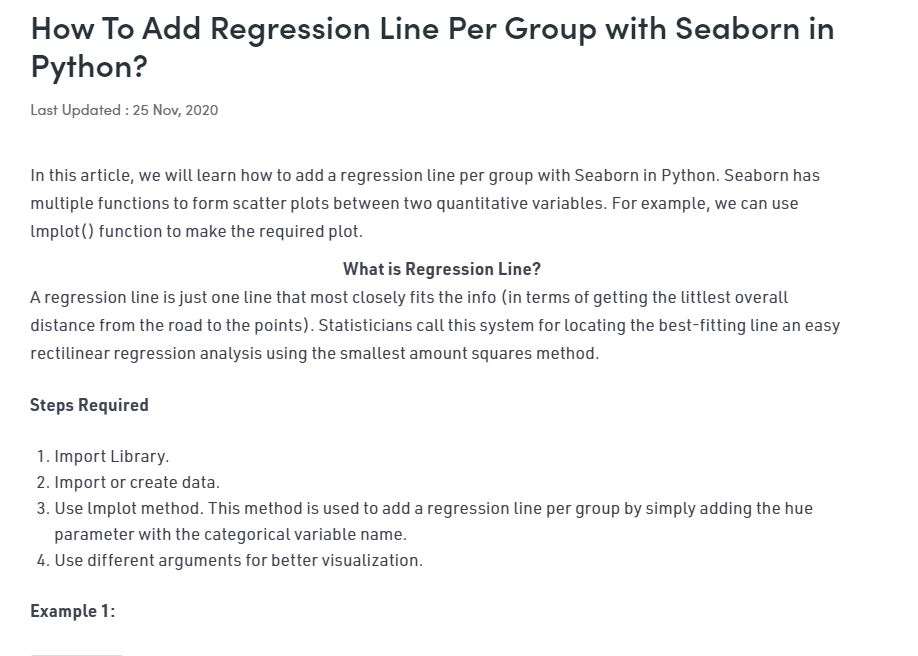 How To Add Regression Line Per Group with Seaborn in
Python?
Last Updated : 25 Nov, 2020
In this article, we will learn how to add a regression line per group with Seaborn in Python. Seaborn has
multiple functions to form scatter plots between two quantitative variables. For example, we can use
lmplot() function to make the required plot.
What is Regression Line?
A regression line is just one line that most closely fits the info (in terms of getting the littlest overall
distance from the road to the points). Statisticians call this system for locating the best-fitting line an easy
rectilinear regression analysis using the smallest amount squares method.
Steps Required
1. Import Library.
2. Import or create data.
3. Use lmplot method. This method is used to add a regression line per group by simply adding the hue
parameter with the categorical variable name.
4. Use different arguments for better visualization.
Example 1: